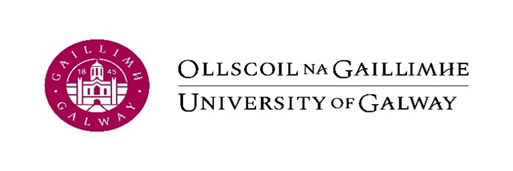 GAILLIMH
18 45
GALWAY
OLLSCOIL NA GAILLIMHE
UNIVERSITY OF GALWAY